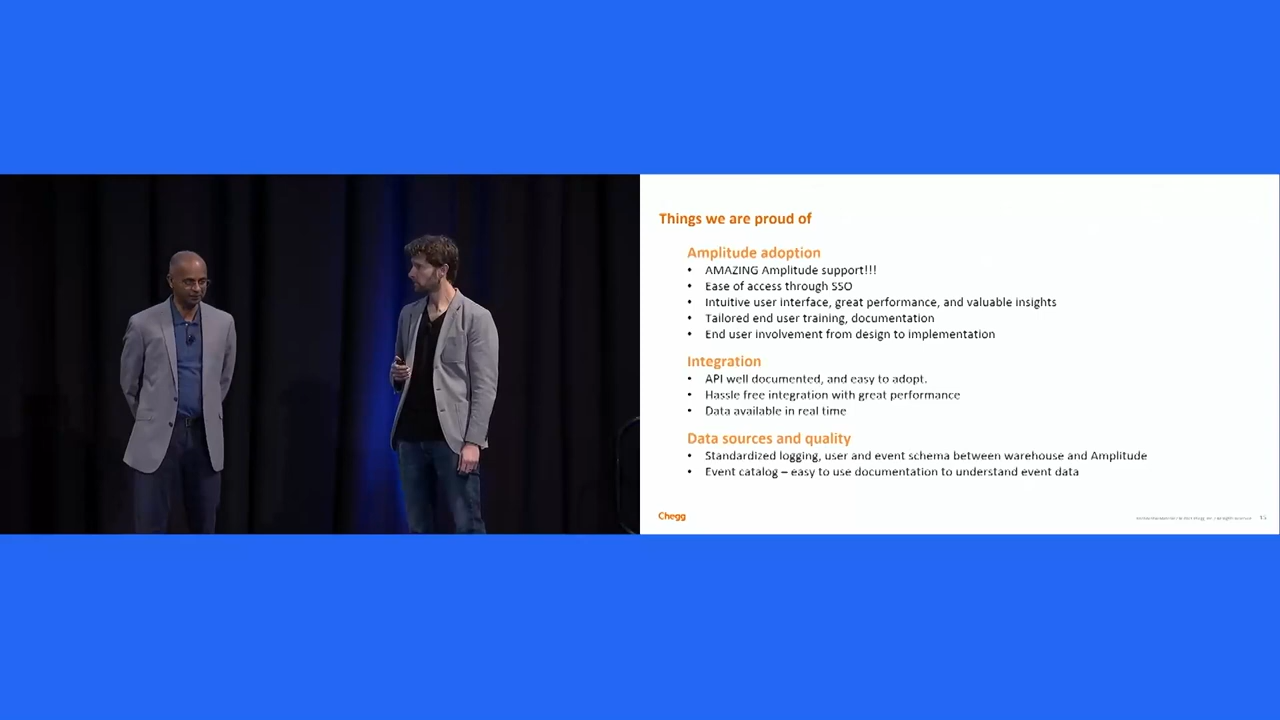 Things we are proud of
Amplitude adoption
• AMAZING Amplitude support!!!
• Ease of access through SSO
• Intuitive user interface, great performance, and valuable insights
• Tailored end user training, documentation
• End user involvement from design to implementation
Integration
• API well documented, and easy to adopt.
• Hassle free integration with great performance
• Data available in real time
Data sources and quality
• Standardized logging, user and event schema between warehouse and Amplitude
• Event catalog – easy to use documentation to understand event data
Chegg